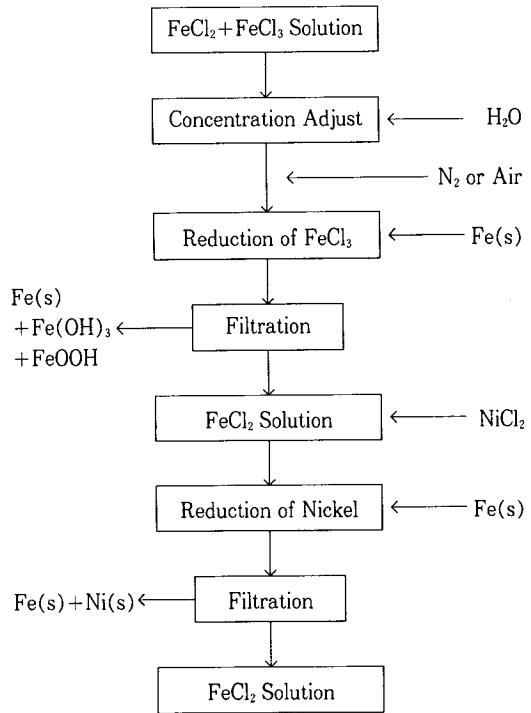 FeCl₂+FeCl₃ Solution
Concentration Adjust
H₂O
N₂ or Air
Reduction of FeCl₃
Fe(s)
Fe(s)
+Fe(OH)₃
+FeOOH
Filtration
FeCl₂ Solution
NiCl₂
Reduction of Nickel
Fe(s)
Fe(s)+Ni(s)
Filtration
FeCl₂ Solution